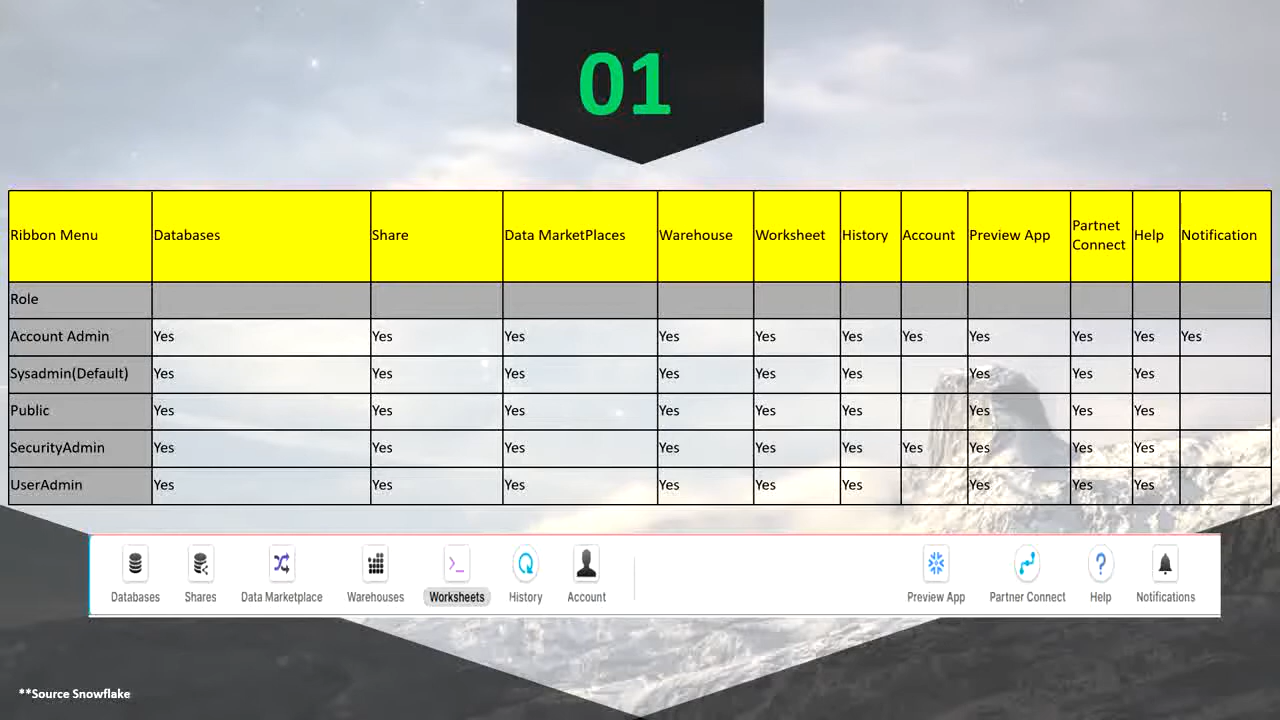 01
Ribbon Menu Databases Share Data MarketPlaces Warehouse Worksheet History Account Preview App Partnet Connect Help Notification
Role
Account Admin Yes Yes Yes Yes Yes Yes Yes Yes Yes Yes Yes
Sysadmin(Default) Yes Yes Yes Yes Yes Yes Yes Yes Yes
Public Yes Yes Yes Yes Yes Yes Yes Yes Yes
SecurityAdmin Yes Yes Yes Yes Yes Yes Yes Yes Yes Yes
UserAdmin Yes Yes Yes Yes Yes Yes Yes Yes Yes
Databases Shares Data Marketplace Warehouses Worksheets History Account Preview App Partner Connect Help Notifications
**Source Snowflake